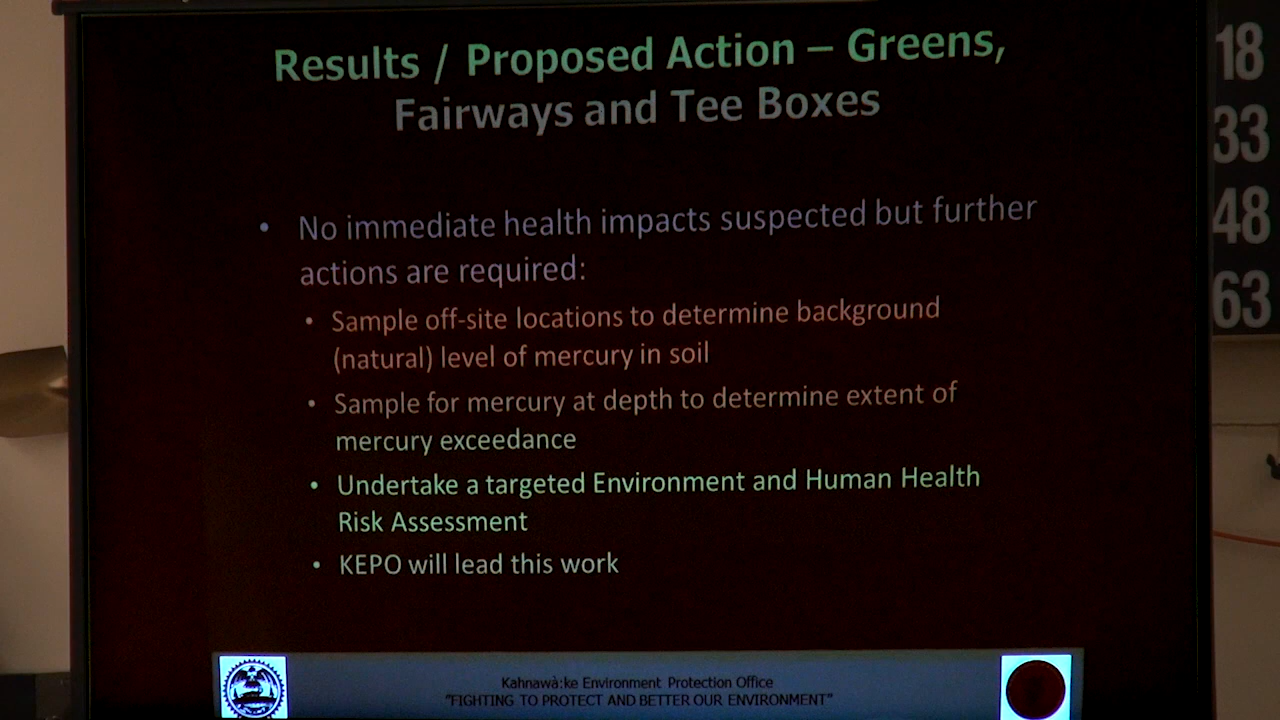 Results / Proposed Action – Greens,
Fairways and Tee Boxes
• No immediate health impacts suspected but further
actions are required:
• Sample off-site locations to determine background
(natural) level of mercury in soil
• Sample for mercury at depth to determine extent of
mercury exceedance
• Undertake a targeted Environment and Human Health
Risk Assessment
• KEPO will lead this work
Kahnawà:ke Environment Protection Office
"FIGHTING TO PROTECT AND BETTER OUR ENVIRONMENT"
18
33
48
63